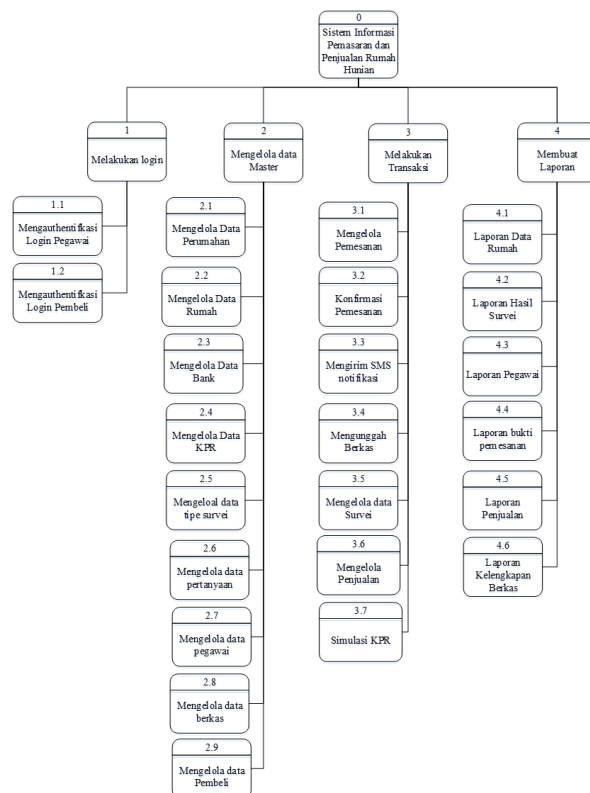 0
Sistem Informasi
Pemasaran dan
Penjualan Rumah
Hunian
1
Melakukan login
1.1
Mengauthentifkasi
Login Pegawai
1.2
Mengauthentifkasi
Login Pembeli
2
Mengelola data
Master
2.1
Mengelola Data
Perumahan
2.2
Mengelola Data
Rumah
2.3
Mengelola Data
Bank
2.4
Mengelola Data
KPR
2.5
Mengeloal data
tipe survei
2.6
Mengelola data
pertanyaan
2.7
Mengelola data
pegawai
2.8
Mengelola data
berkas
2.9
Mengelola data
Pembeli
3
Melakukan
Transaksi
3.1
Mengelola
Pemesanan
3.2
Konfirmasi
Pemesanan
3.3
Mengirim SMS
notifikasi
3.4
Mengunggah
Berkas
3.5
Mengelola data
Survei
3.6
Mengelola
Penjualan
3.7
Simulasi KPR
4
Membuat
Laporan
4.1
Laporan Data
Rumah
4.2
Laporan Hasil
Survei
4.3
Laporan Pegawai
4.4
Laporan bukti
pemesanan
4.5
Laporan
Penjualan
4.6
Laporan
Kelengkapan
Berkas